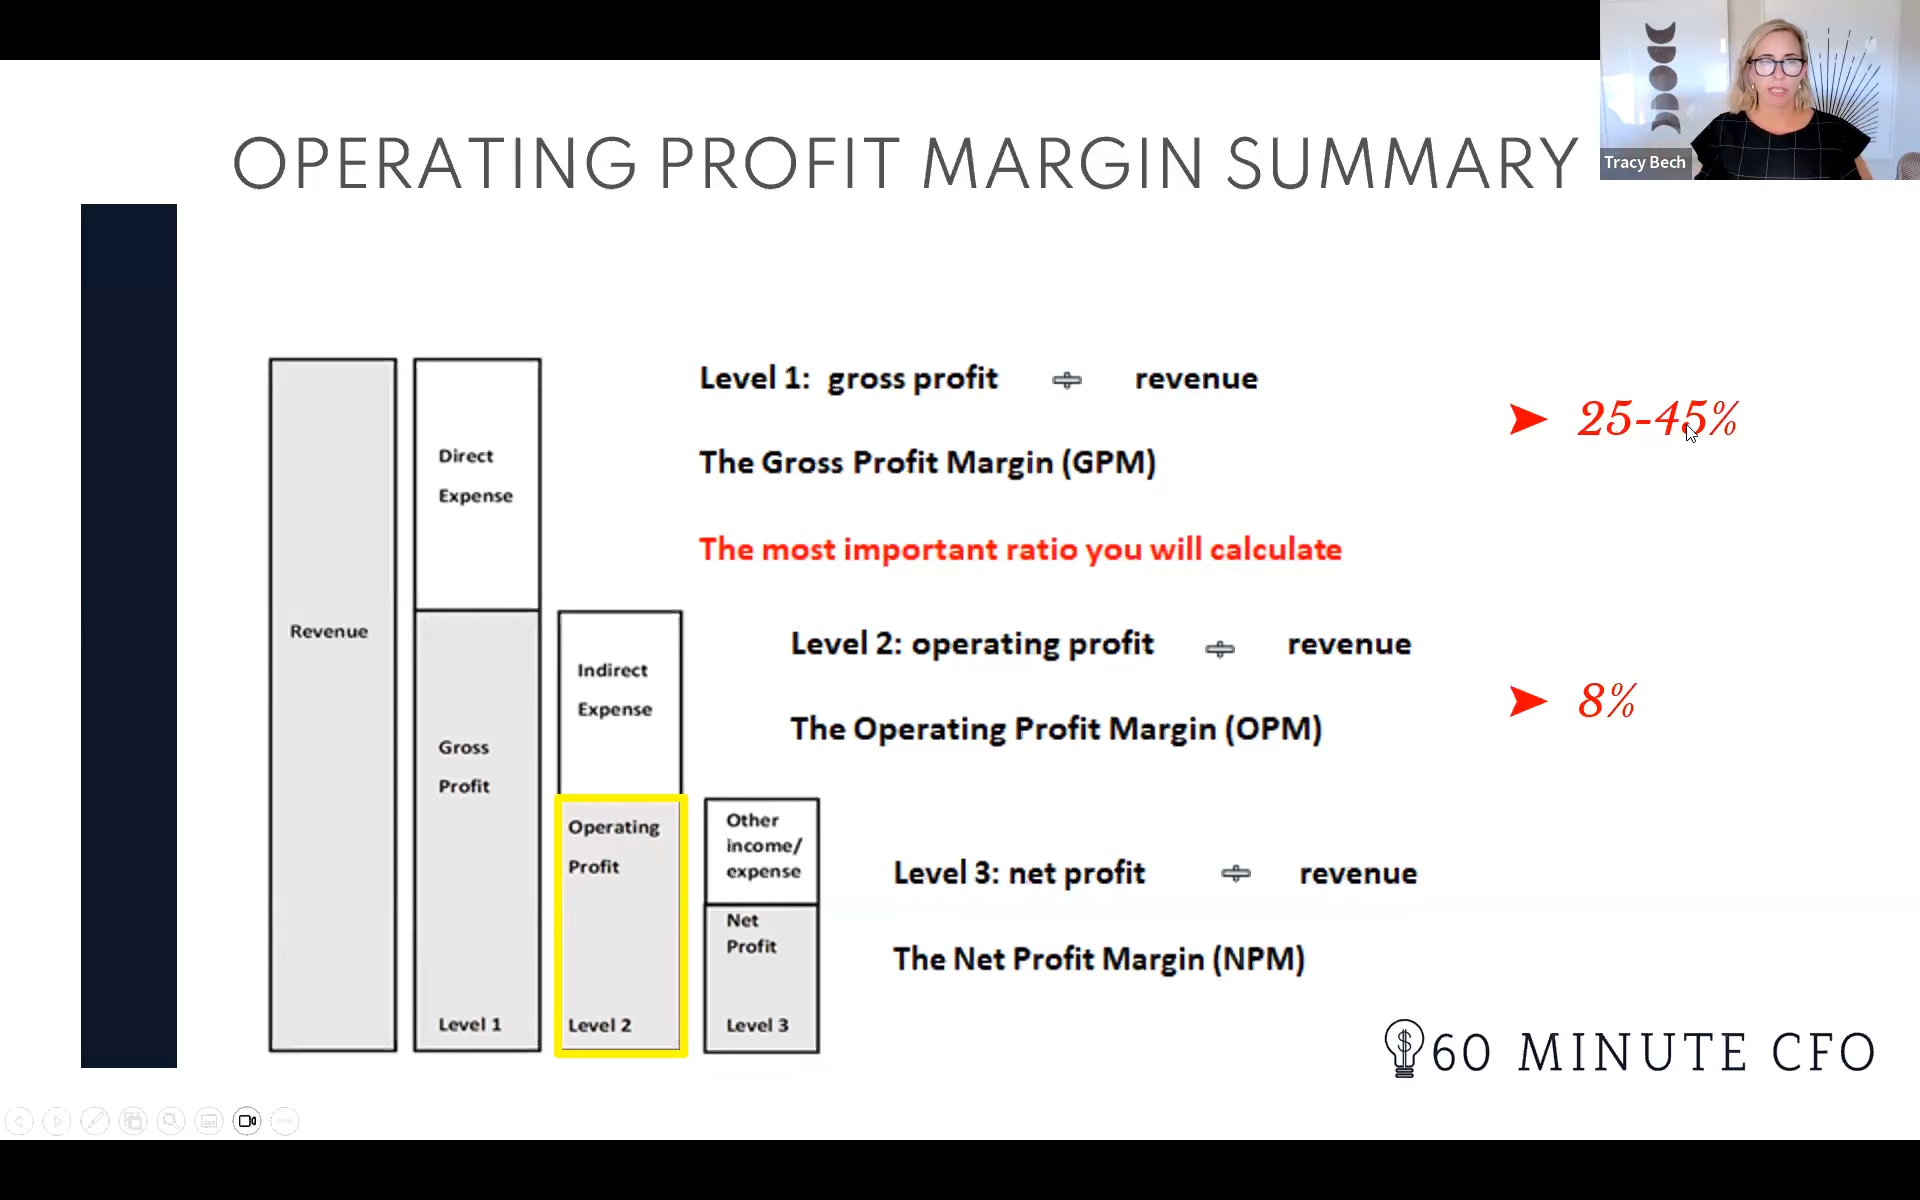 Tracy Bech
OPERATING PROFIT MARGIN SUMMARY
Revenue
Direct
Expense
Gross
Profit
Level 1
Indirect
Expense
Operating
Profit
Level 2
Other
income/
expense
Net
Profit
Level 3
Level 1: gross profit ÷ revenue
The Gross Profit Margin (GPM)
The most important ratio you will calculate
➤ 25-45%
Level 2: operating profit ÷ revenue
The Operating Profit Margin (OPM)
➤ 8%
Level 3: net profit ÷ revenue
The Net Profit Margin (NPM)
60 MINUTE CFO